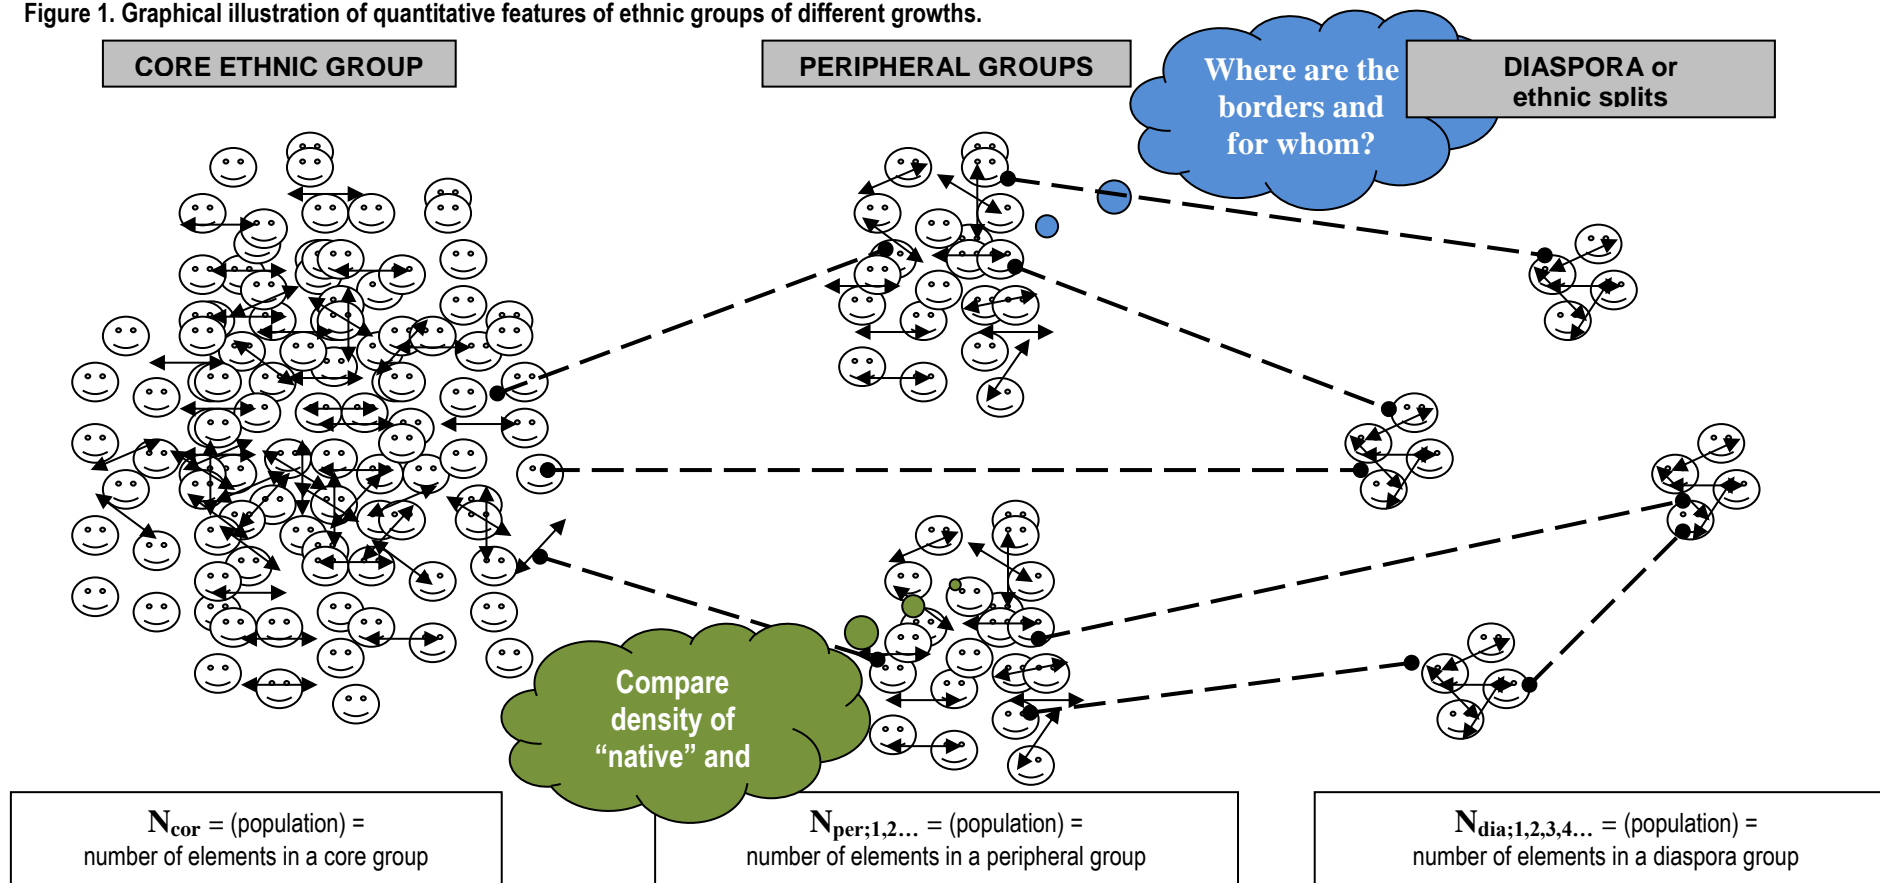 Figure 1. Graphical illustration of quantitative features of ethnic groups of different growths.
CORE ETHNIC GROUP
PERIPHERAL GROUPS
Where are the
borders and
for whom?
DIASPORA or
ethnic splits
Compare
density of
“native” and
N_cor = (population) =
number of elements in a core group
N_per;1,2… = (population) =
number of elements in a peripheral group
N_dia;1,2,3,4… = (population) =
number of elements in a diaspora group